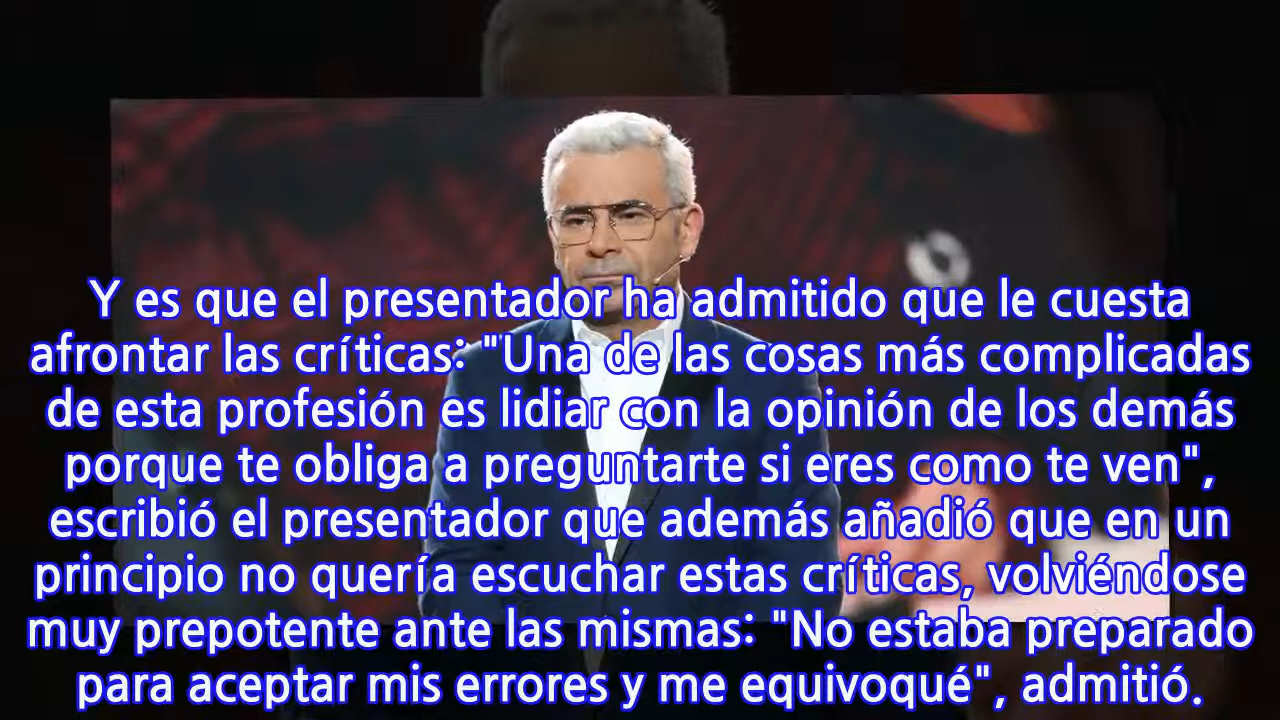 Y es que el presentador ha admitido que le cuesta
afrontar las críticas: "Una de las cosas más complicadas
de esta profesión es lidiar con la opinión de los demás
porque te obliga a preguntarte si eres como te ven",
escribió el presentador que además añadió que en un
principio no quería escuchar estas críticas, volviéndose
muy prepotente ante las mismas: "No estaba preparado
para aceptar mis errores y me equivoqué", admitió.